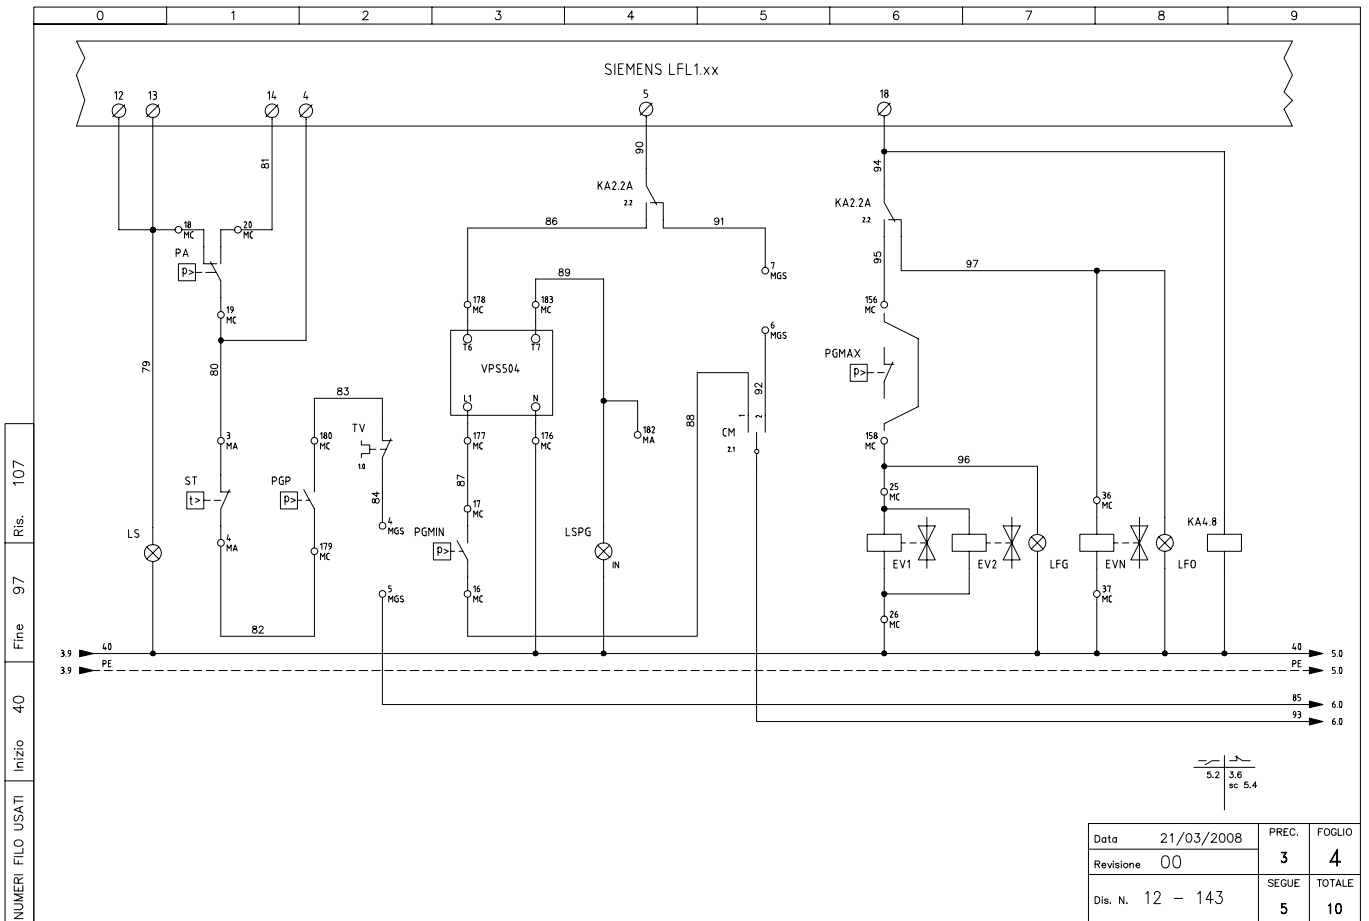 0 1 2 3 4 5 6 7 8 9
SIEMENS LFL1.xx
12 13 14 4 5 18
81
90
94
KA2.2A
2.2
KA2.2A
2.2
18
MC
20
MC
86
91
PA
p>
95
97
89
7
MGS
19
MC
178
MC
183
MC
156
MC
6
MGS
T6
T7
VPS504
L1
N
PGMAX
p>
79
80
83
92
88
1
2
CM
2.1
TV
1.0
3
MA
180
MC
177
MC
176
MC
182
MA
158
MC
96
ST
t>
PGP
p>
84
87
17
MC
25
MC
36
MC
4
MGS
PGMIN
p>
LSPG
IN
KA4.8
LS
4
MA
179
MC
EV1
EV2
LFG
EVN
LFO
5
MGS
16
MC
37
MC
26
MC
82
3.9
40
40
5.0
3.9
PE
PE
5.0
85
6.0
93
6.0
5.2
3.6
sc 5.4
NUMERI FILO USATI
Inizio 40
Fine 97
Ris. 107
Data 21/03/2008
PREC.
3
FOGLIO
4
Revisione 00
Dis. N. 12 - 143
SEGUE
5
TOTALE
10